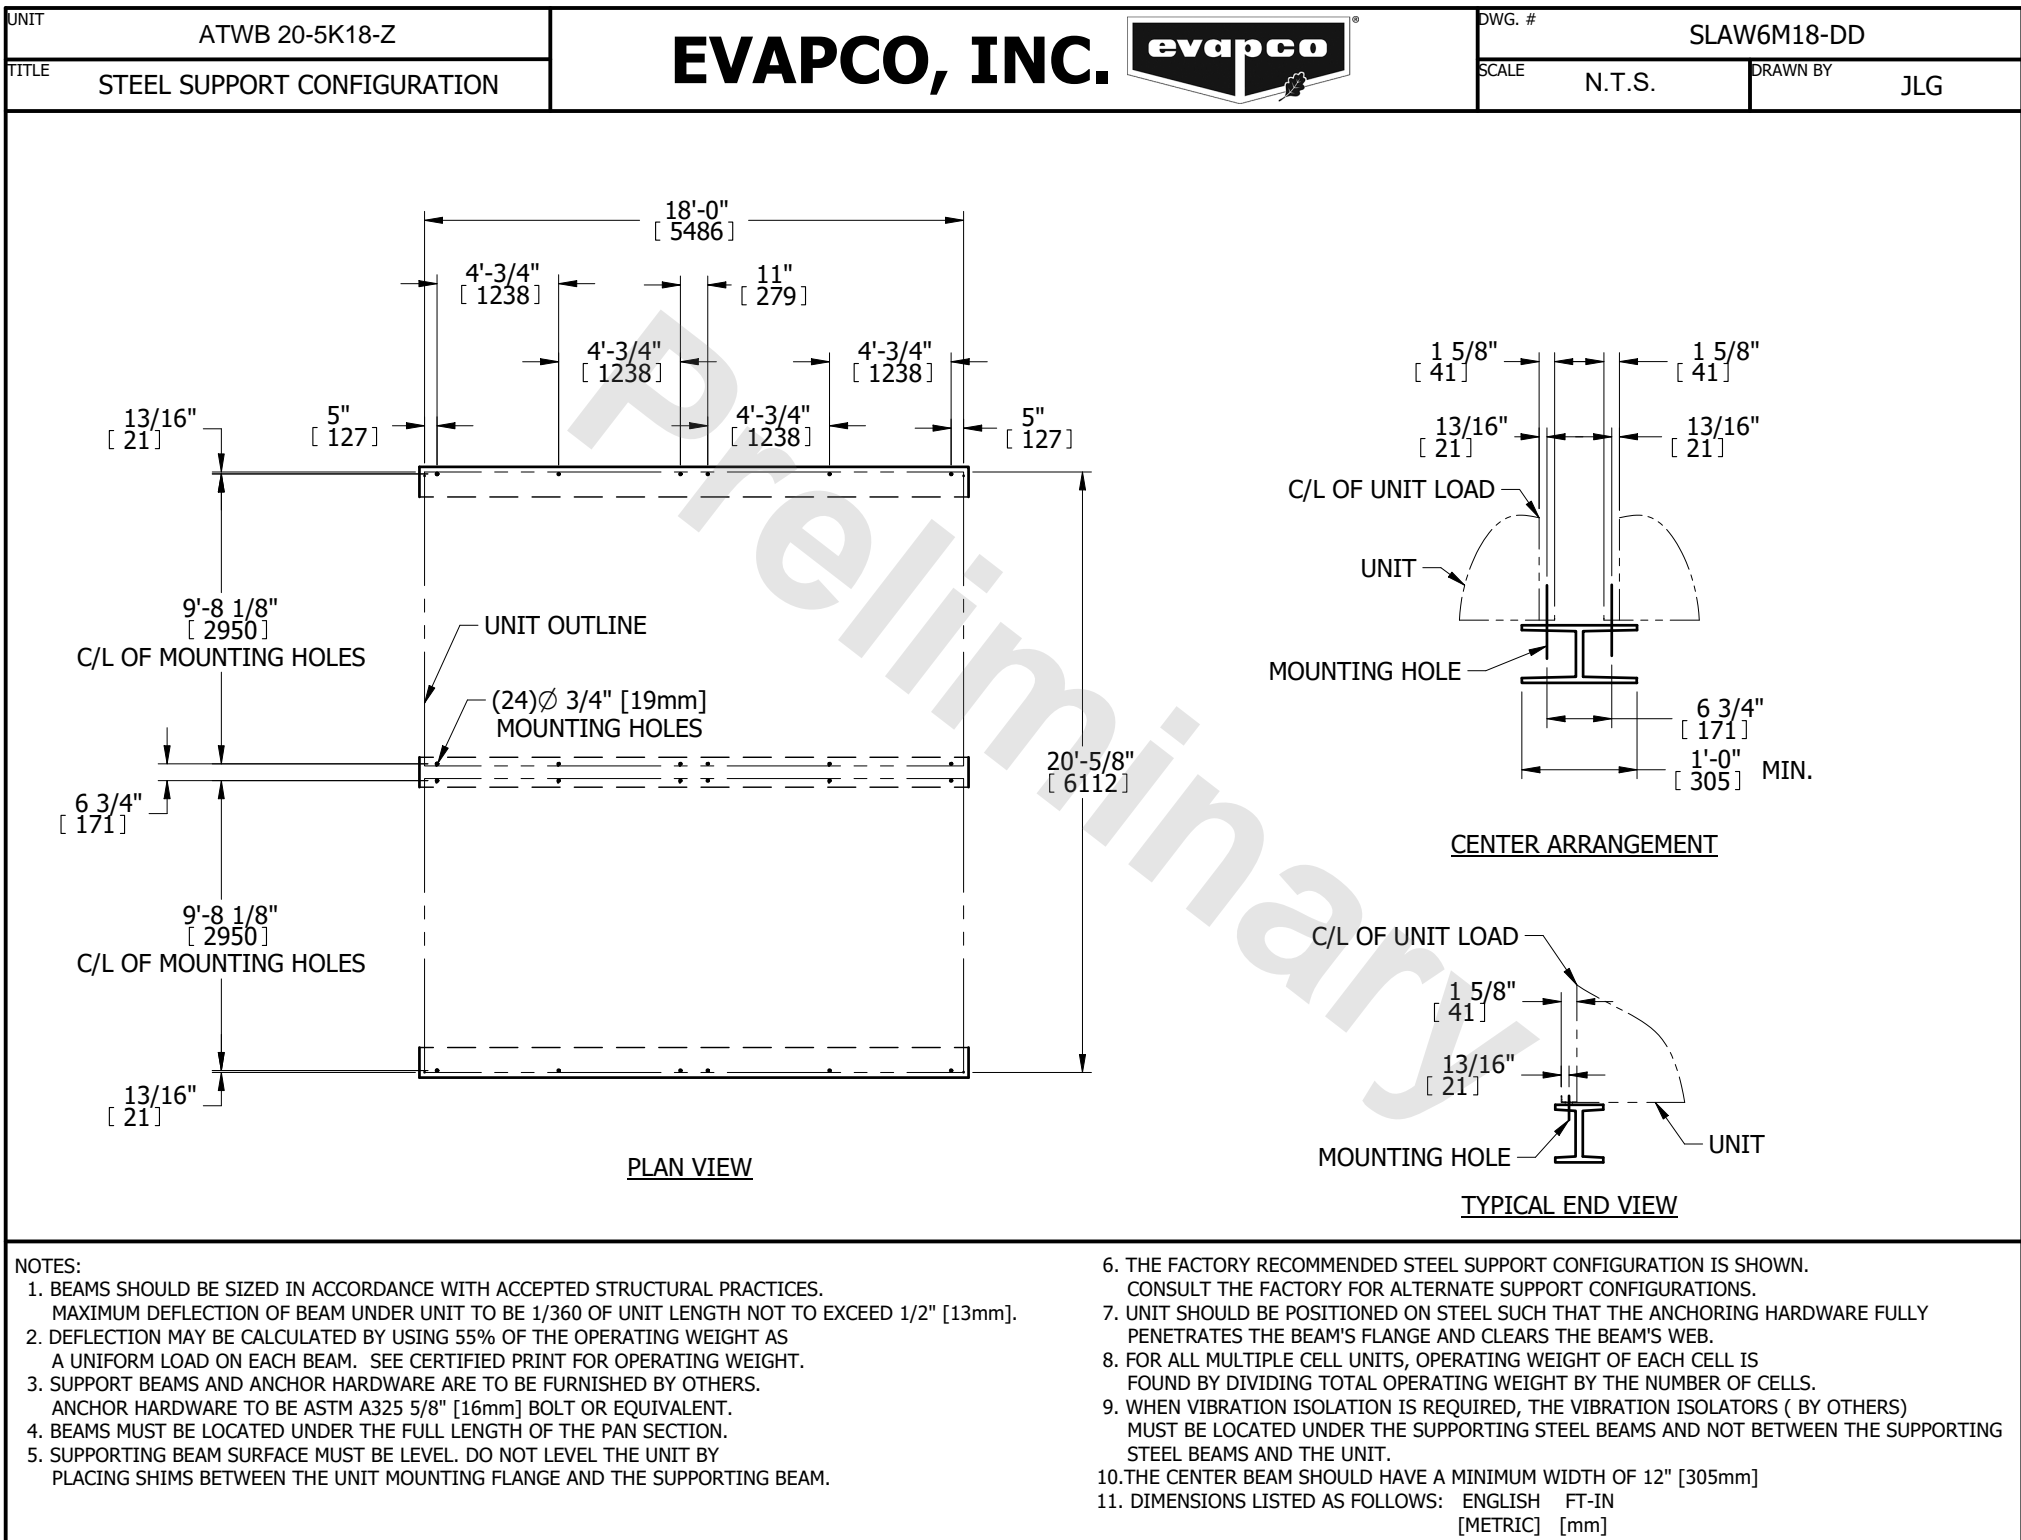 UNIT
ATWB 20-5K18-Z
TITLE
STEEL SUPPORT CONFIGURATION
EVAPCO, INC.
evapco
®
DWG. #
SLAW6M18-DD
SCALE
N.T.S.
DRAWN BY
JLG
18'-0"
[ 5486 ]
4'-3/4"
[ 1238 ]
11"
[ 279 ]
4'-3/4"
[ 1238 ]
4'-3/4"
[ 1238 ]
13/16"
[ 21 ]
5"
[ 127 ]
4'-3/4"
[ 1238 ]
5"
[ 127 ]
9'-8 1/8"
[ 2950 ]
C/L OF MOUNTING HOLES
UNIT OUTLINE
(24)∅ 3/4" [19mm]
MOUNTING HOLES
6 3/4"
[ 171 ]
20'-5/8"
[ 6112 ]
9'-8 1/8"
[ 2950 ]
C/L OF MOUNTING HOLES
13/16"
[ 21 ]
PLAN VIEW
Preliminary
1 5/8"
[ 41 ]
1 5/8"
[ 41 ]
13/16"
[ 21 ]
13/16"
[ 21 ]
C/L OF UNIT LOAD
UNIT
MOUNTING HOLE
6 3/4"
[ 171 ]
1'-0"
[ 305 ] MIN.
CENTER ARRANGEMENT
C/L OF UNIT LOAD
1 5/8"
[ 41 ]
13/16"
[ 21 ]
MOUNTING HOLE
UNIT
TYPICAL END VIEW
NOTES:
1. BEAMS SHOULD BE SIZED IN ACCORDANCE WITH ACCEPTED STRUCTURAL PRACTICES.
MAXIMUM DEFLECTION OF BEAM UNDER UNIT TO BE 1/360 OF UNIT LENGTH NOT TO EXCEED 1/2" [13mm].
2. DEFLECTION MAY BE CALCULATED BY USING 55% OF THE OPERATING WEIGHT AS
A UNIFORM LOAD ON EACH BEAM. SEE CERTIFIED PRINT FOR OPERATING WEIGHT.
3. SUPPORT BEAMS AND ANCHOR HARDWARE ARE TO BE FURNISHED BY OTHERS.
ANCHOR HARDWARE TO BE ASTM A325 5/8" [16mm] BOLT OR EQUIVALENT.
4. BEAMS MUST BE LOCATED UNDER THE FULL LENGTH OF THE PAN SECTION.
5. SUPPORTING BEAM SURFACE MUST BE LEVEL. DO NOT LEVEL THE UNIT BY
PLACING SHIMS BETWEEN THE UNIT MOUNTING FLANGE AND THE SUPPORTING BEAM.
6. THE FACTORY RECOMMENDED STEEL SUPPORT CONFIGURATION IS SHOWN.
CONSULT THE FACTORY FOR ALTERNATE SUPPORT CONFIGURATIONS.
7. UNIT SHOULD BE POSITIONED ON STEEL SUCH THAT THE ANCHORING HARDWARE FULLY
PENETRATES THE BEAM'S FLANGE AND CLEARS THE BEAM'S WEB.
8. FOR ALL MULTIPLE CELL UNITS, OPERATING WEIGHT OF EACH CELL IS
FOUND BY DIVIDING TOTAL OPERATING WEIGHT BY THE NUMBER OF CELLS.
9. WHEN VIBRATION ISOLATION IS REQUIRED, THE VIBRATION ISOLATORS ( BY OTHERS)
MUST BE LOCATED UNDER THE SUPPORTING STEEL BEAMS AND NOT BETWEEN THE SUPPORTING
STEEL BEAMS AND THE UNIT.
10.THE CENTER BEAM SHOULD HAVE A MINIMUM WIDTH OF 12" [305mm]
11. DIMENSIONS LISTED AS FOLLOWS: ENGLISH FT-IN
[METRIC] [mm]